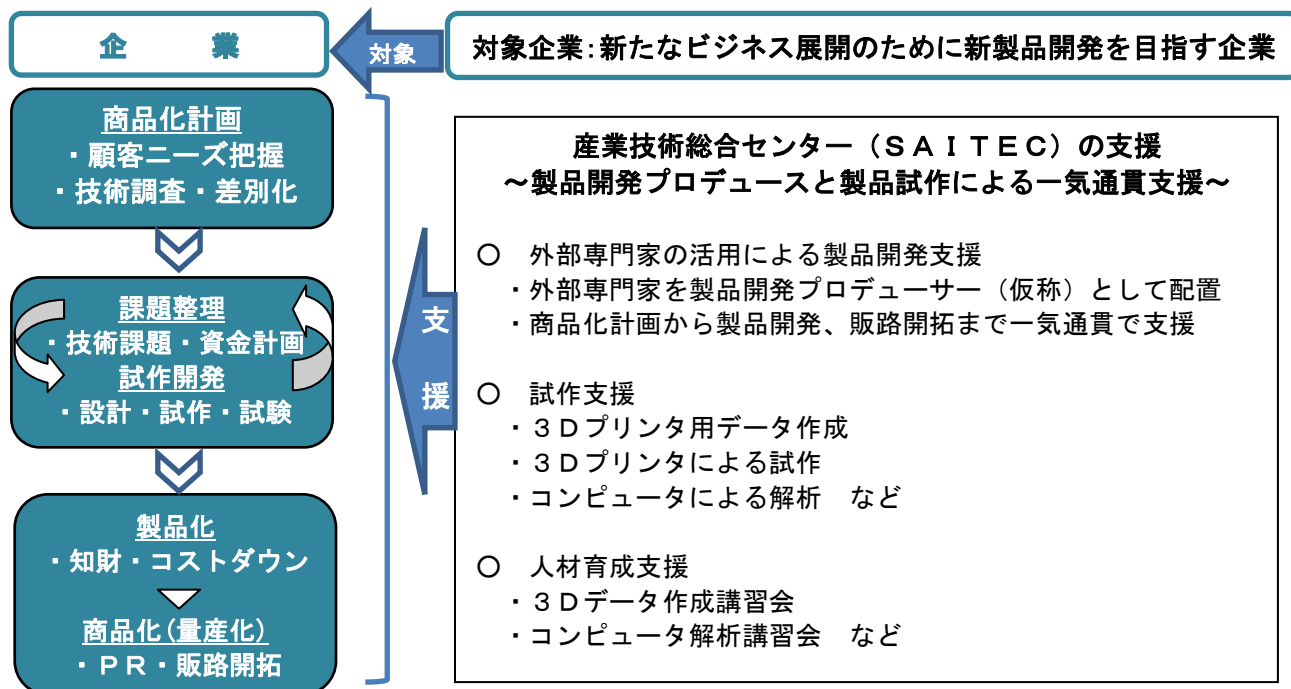 企　業
対象
対象企業：新たなビジネス展開のために新製品開発を目指す企業
商品化計画
・顧客ニーズ把握
・技術調査・差別化
課題整理
・技術課題・資金計画
試作開発
・設計・試作・試験
製品化
・知財・コストダウン
商品化（量産化）
・ＰＲ・販路開拓
支
援
産業技術総合センター（ＳＡＩＴＥＣ）の支援
～製品開発プロデュースと製品試作による一気通貫支援～
○　外部専門家の活用による製品開発支援
・外部専門家を製品開発プロデューサー（仮称）として配置
・商品化計画から製品開発、販路開拓まで一気通貫で支援
○　試作支援
・３Ｄプリンタ用データ作成
・３Ｄプリンタによる試作
・コンピュータによる解析　など
○　人材育成支援
・３Ｄデータ作成講習会
・コンピュータ解析講習会　など